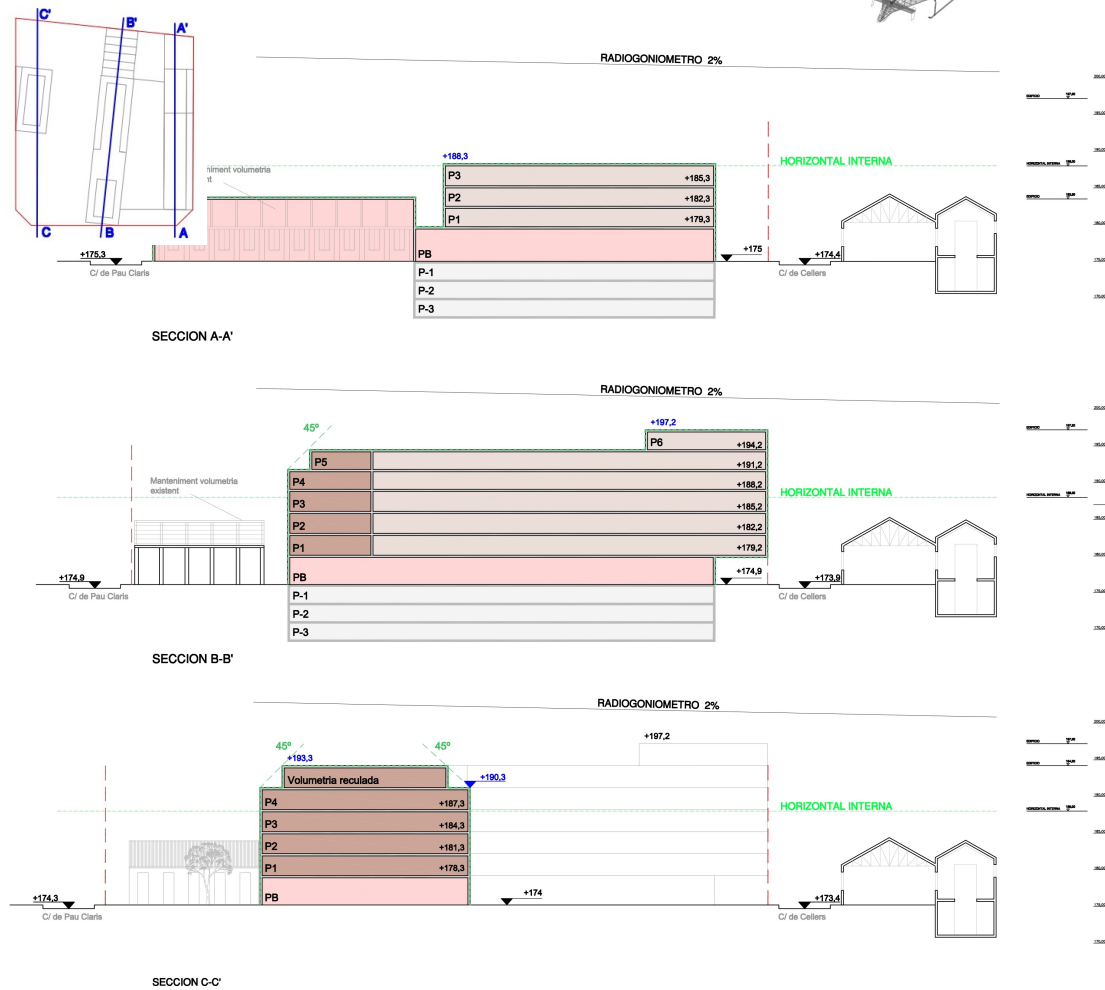 C'
B'
A'
C
B
A
RADIOGONIOMETRO 2%
+188,3
HORIZONTAL INTERNA
P3
+185,3
P2
+182,3
P1
+179,3
PB
+175,3
C/ de Pau Claris
+175
+174,4
C/ de Cellers
P-1
P-2
P-3
SECCION A-A'
RADIOGONIOMETRO 2%
45º
+197,2
P6
+194,2
P5
+191,2
Manteniment volumetria
existent
P4
+188,2
HORIZONTAL INTERNA
P3
+185,2
P2
+182,2
P1
+179,2
PB
+174,9
C/ de Pau Claris
+174,9
+173,9
C/ de Cellers
P-1
P-2
P-3
SECCION B-B'
RADIOGONIOMETRO 2%
45º
45º
+197,2
+193,3
Volumetria reculada
+190,3
P4
+187,3
HORIZONTAL INTERNA
P3
+184,3
P2
+181,3
P1
+178,3
PB
+174,3
C/ de Pau Claris
+174
+173,4
C/ de Cellers
SECCION C-C'